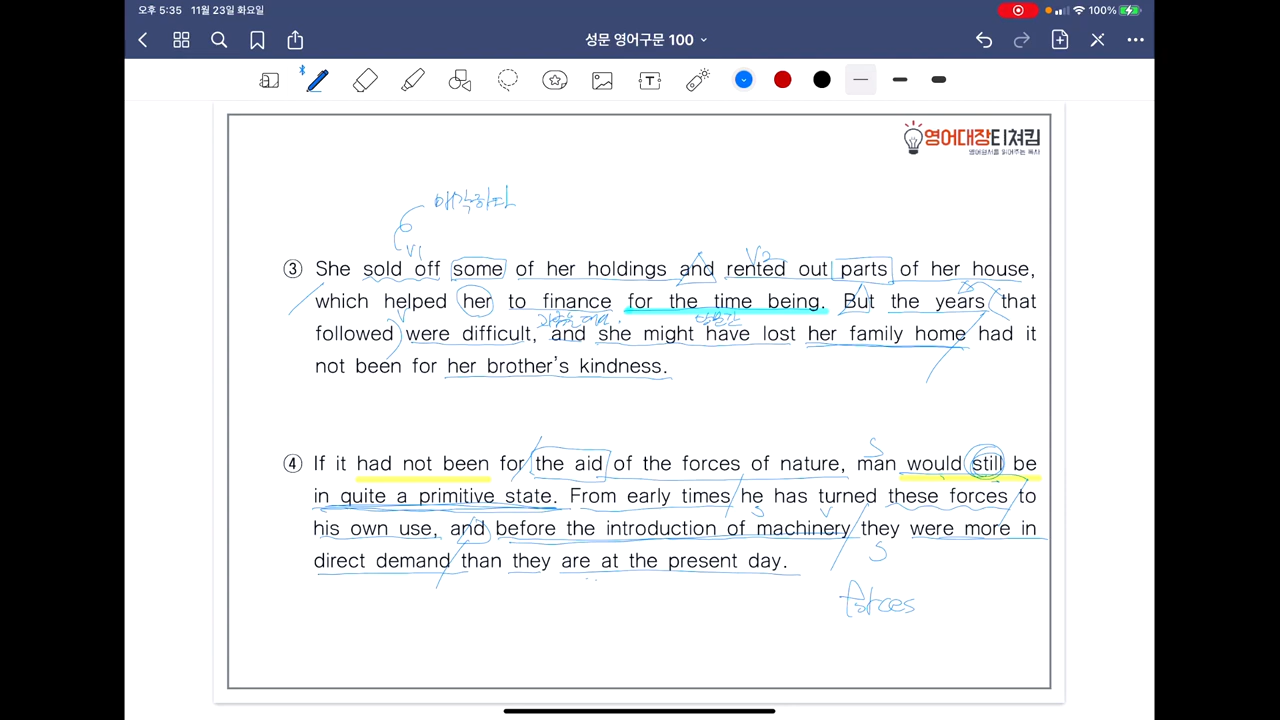 오후 5:35 11월 23일 화요일
100%
성문 영어구문 100
영어대장티쳐킴
매각하다
V1
V2
③ She sold off some of her holdings and rented out parts of her house,
which helped her to finance for the time being. But the years (that
V
당분간
followed) were difficult, and she might have lost her family home had it
not been for her brother's kindness.
S
④ If it had not been for the aid of the forces of nature, man would still be
in quite a primitive state. From early times he has turned these forces to
S V
his own use, and before the introduction of machinery they were more in
S
direct demand than they are at the present day.
forces